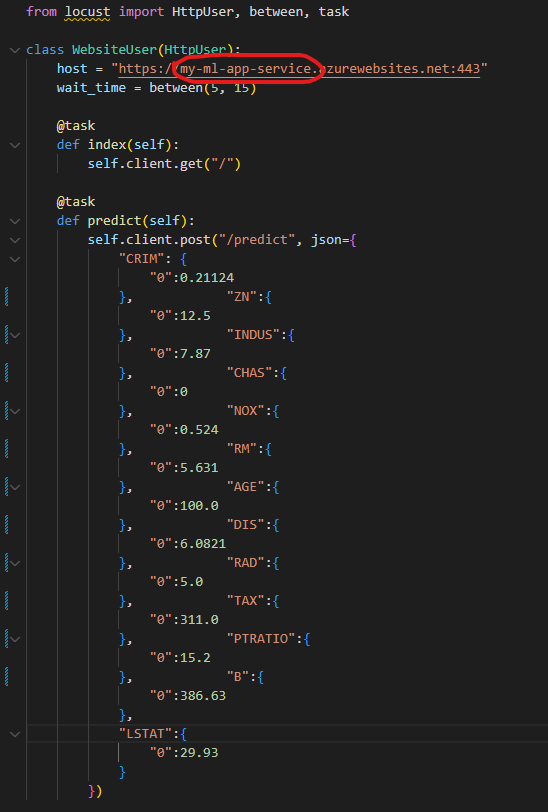 from locust import HttpUser, between, task
class WebsiteUser(HttpUser):
host = "https://my-ml-app-service.azurewebsites.net:443"
wait_time = between(5, 15)
@task
def index(self):
self.client.get("/")
@task
def predict(self):
self.client.post("/predict", json={
"CRIM": {
"0":0.21124
}, "ZN":{
"0":12.5
}, "INDUS":{
"0":7.87
}, "CHAS":{
"0":0
}, "NOX":{
"0":0.524
}, "RM":{
"0":5.631
}, "AGE":{
"0":100.0
}, "DIS":{
"0":6.0821
}, "RAD":{
"0":5.0
}, "TAX":{
"0":311.0
}, "PTRATIO":{
"0":15.2
}, "B":{
"0":386.63
},
"LSTAT":{
"0":29.93
}
})